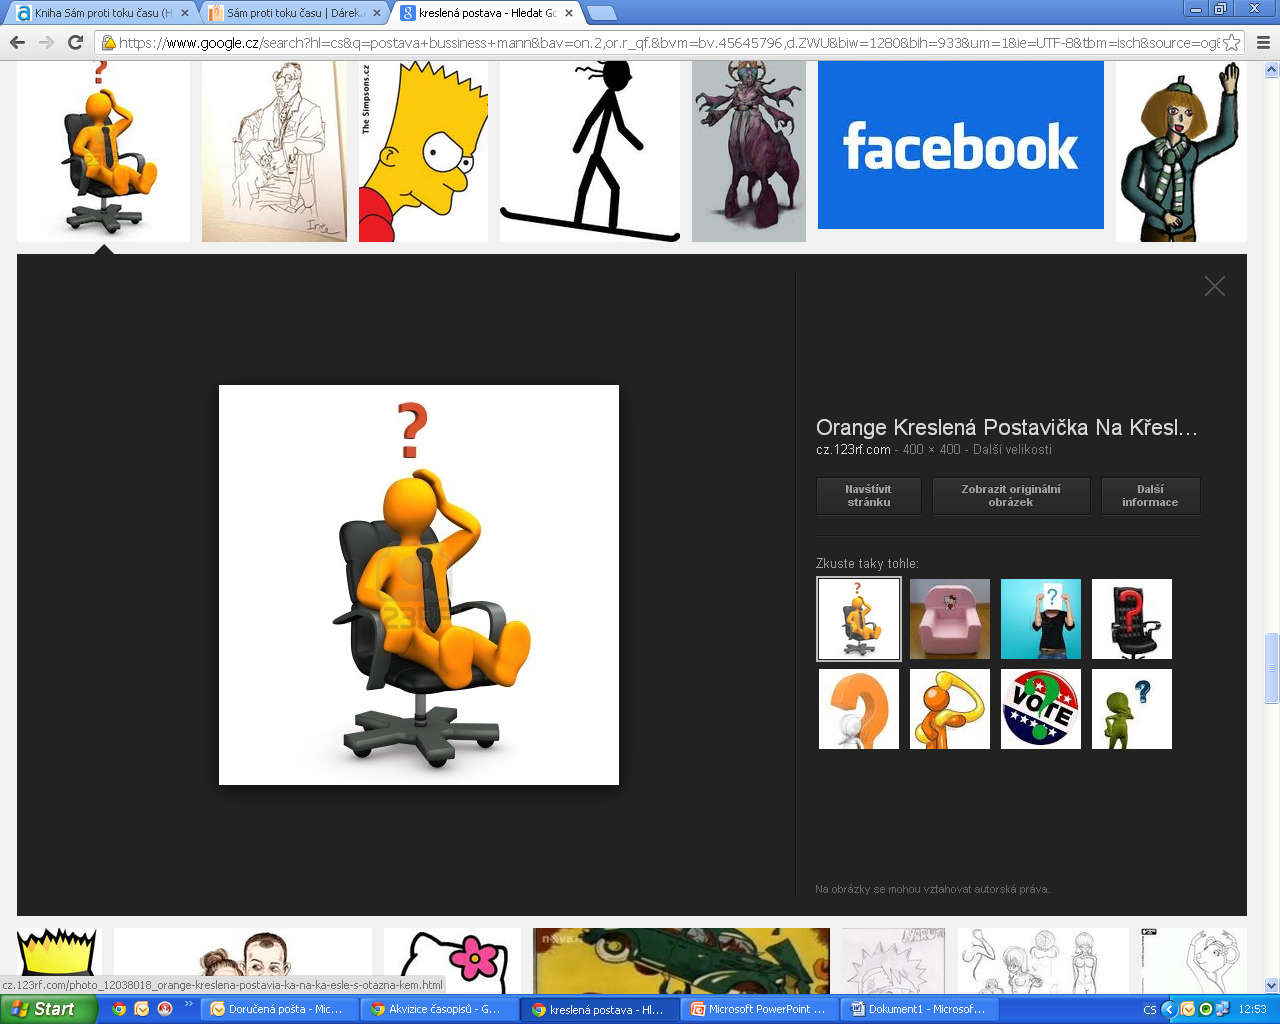 Kniha Sám proti toku času (H
Sám proti toku času | Dárek.
kreslená postava - Hledat Go
https://www.google.cz/search?hl=cs&q=postava+bussiness+mann&bav=on.2,or.r_qf.&bvm=bv.45645796,d.ZWU&biw=1280&bih=933&um=1&ie=UTF-8&tbm=isch&source=og&
?
The Simpsons.cz
facebook
?
Orange Kreslená Postavička Na Křesl...
cz.123rf.com - 400 × 400 - Další velikosti
Navštívit
stránku
Zobrazit originální
obrázek
Další
informace
Zkuste taky tohle:
VOTE
Na obrázky se mohou vztahovat autorská práva.
nova.
cz.123rf.com/photo_12038018_orange-kreslena-postavia-ka-na-ka-esle-s-otazna-kem.html
Start
Doručená pošta - Mic...
Akvizice časopisů - G...
kreslená postava - Hl...
Microsoft PowerPoint ...
Dokument1 - Microsof...
CS
12:53